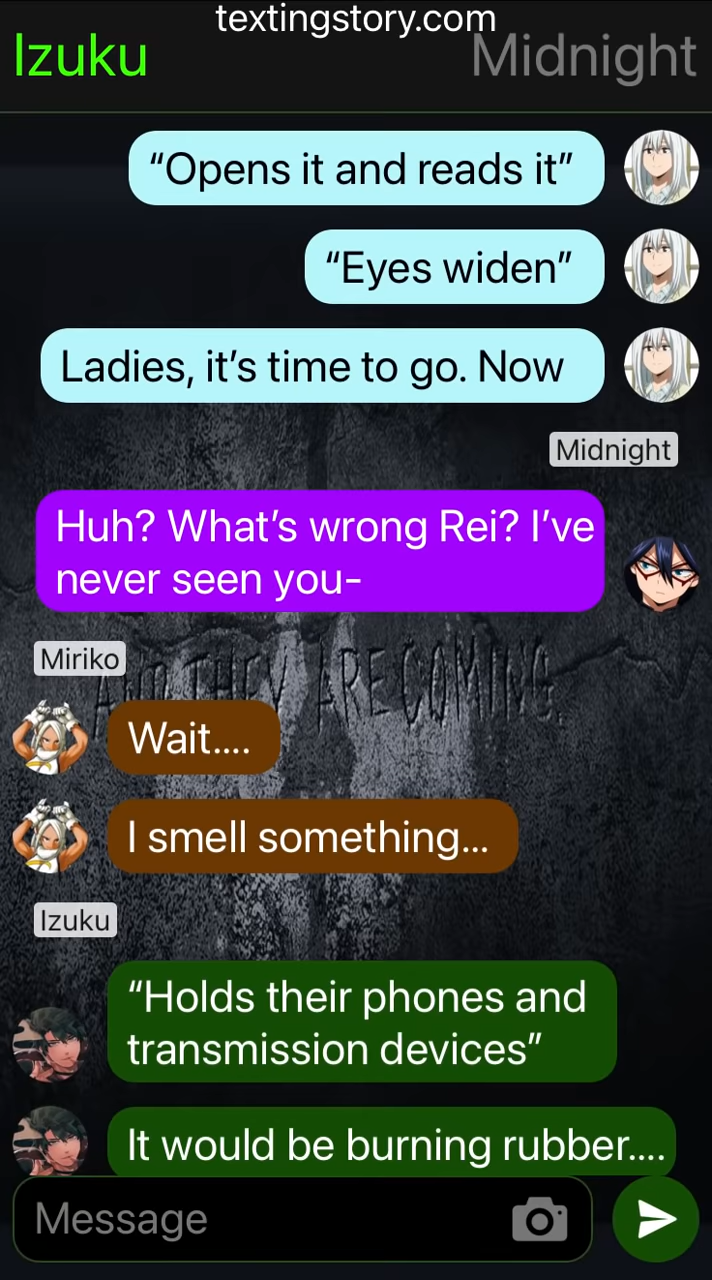 textingstory.com
Izuku
Midnight
“Opens it and reads it”
“Eyes widen”
Ladies, it’s time to go. Now
Midnight
Huh? What’s wrong Rei? I’ve
never seen you-
Miriko
AND THEY ARE COMING.
Wait....
I smell something...
Izuku
“Holds their phones and
transmission devices”
It would be burning rubber....
Message